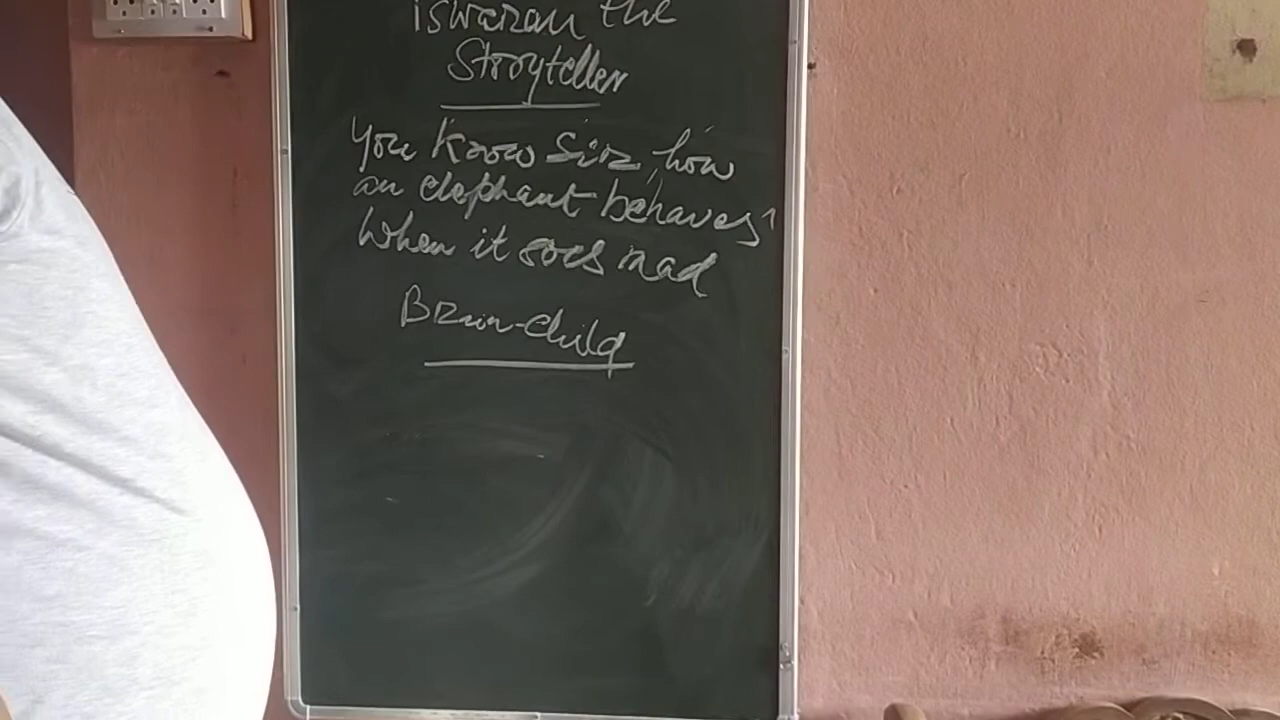 iswaran the
Storyteller
You know Sir, how
an elephant behaves
When it goes mad
Brain-child